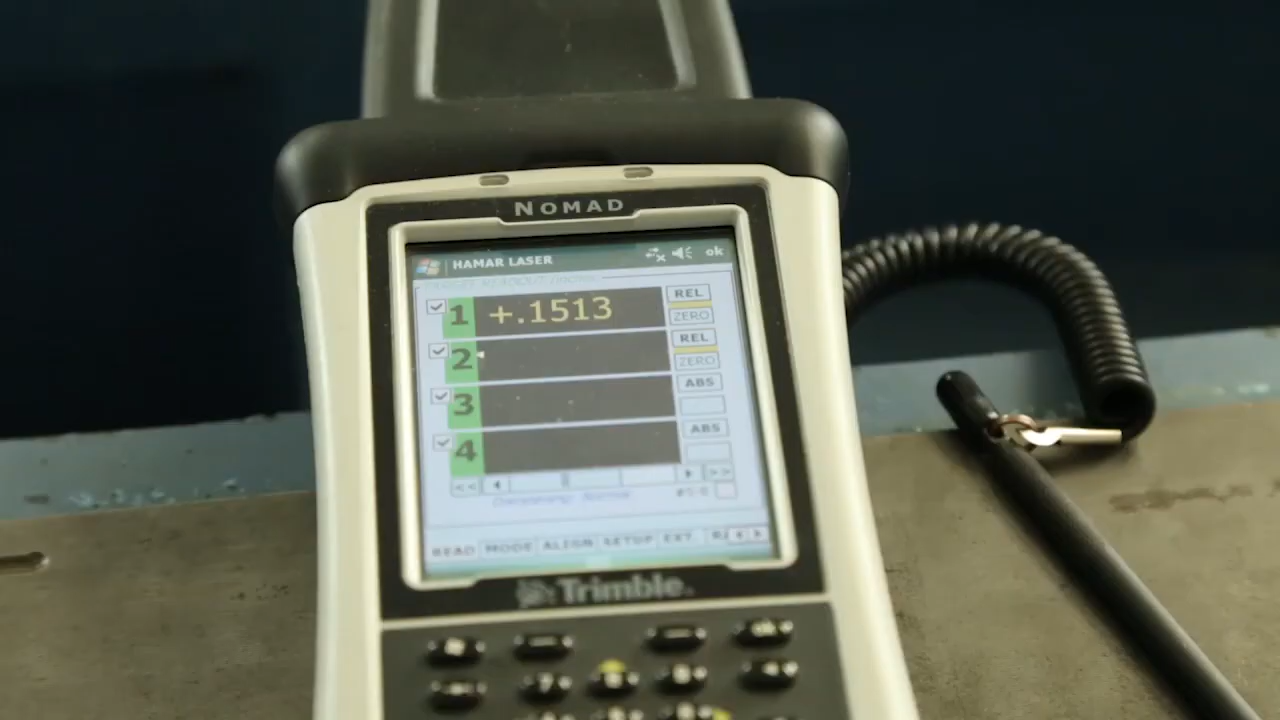 NOMAD
HAMAR LASER ok
1 +.1513 REL
ZERO
2 REL
ZERO
3 ABS
4 ABS
<< >>
READ MODE ALIGN SETUP EXT
Trimble